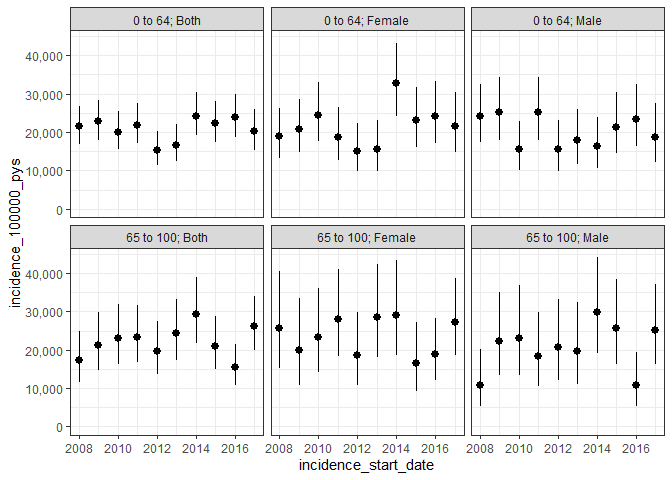 0 to 64; Both
0 to 64; Female
0 to 64; Male
40,000
30,000
20,000
10,000
0
65 to 100; Both
65 to 100; Female
65 to 100; Male
40,000
30,000
20,000
10,000
0
incidence_100000_pys
2008 2010 2012 2014 2016
2008 2010 2012 2014 2016
2008 2010 2012 2014 2016
incidence_start_date